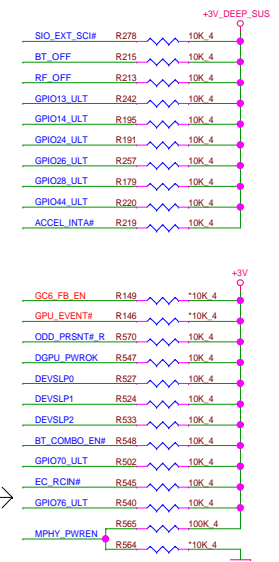 +3V_DEEP_SUS
SIO_EXT_SCI# R278 10K_4
BT_OFF R215 10K_4
RF_OFF R213 10K_4
GPIO13_ULT R242 10K_4
GPIO14_ULT R195 10K_4
GPIO24_ULT R191 10K_4
GPIO26_ULT R257 10K_4
GPIO28_ULT R179 10K_4
GPIO44_ULT R220 10K_4
ACCEL_INTA# R219 10K_4
+3V
GC6_FB_EN R149 *10K_4
GPU_EVENT# R146 *10K_4
ODD_PRSNT#_R R570 10K_4
DGPU_PWROK R547 10K_4
DEVSLP0 R527 10K_4
DEVSLP1 R524 10K_4
DEVSLP2 R533 10K_4
BT_COMBO_EN# R548 10K_4
GPIO70_ULT R502 10K_4
EC_RCIN# R545 10K_4
GPIO76_ULT R540 10K_4
R565 100K_4
MPHY_PWREN
R564 *10K_4